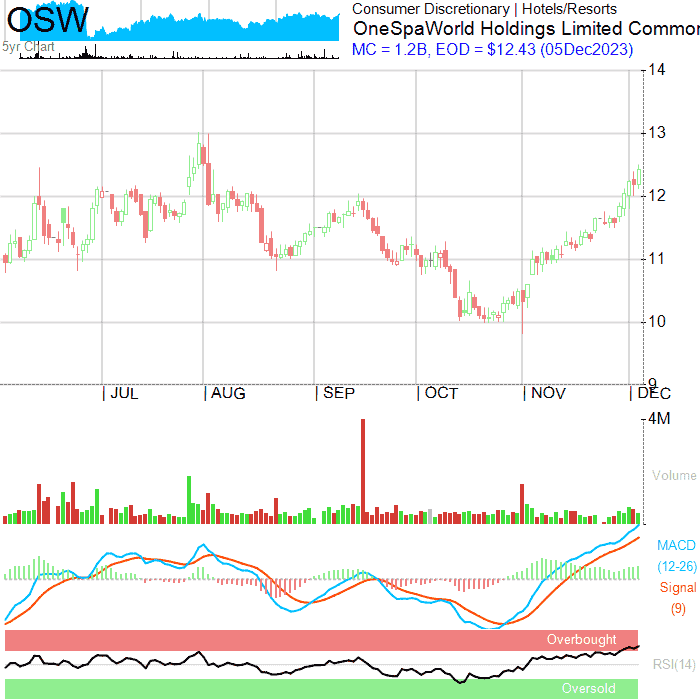 OSW
5yr Chart
Consumer Discretionary | Hotels/Resorts
OneSpaWorld Holdings Limited Common
MC = 1.2B, EOD = $12.43 (05Dec2023)
14
13
12
11
10
9
| JUL | AUG | SEP | OCT | NOV | DEC
4M
Volume
MACD
(12-26)
Signal
(9)
Overbought
RSI(14)
Oversold